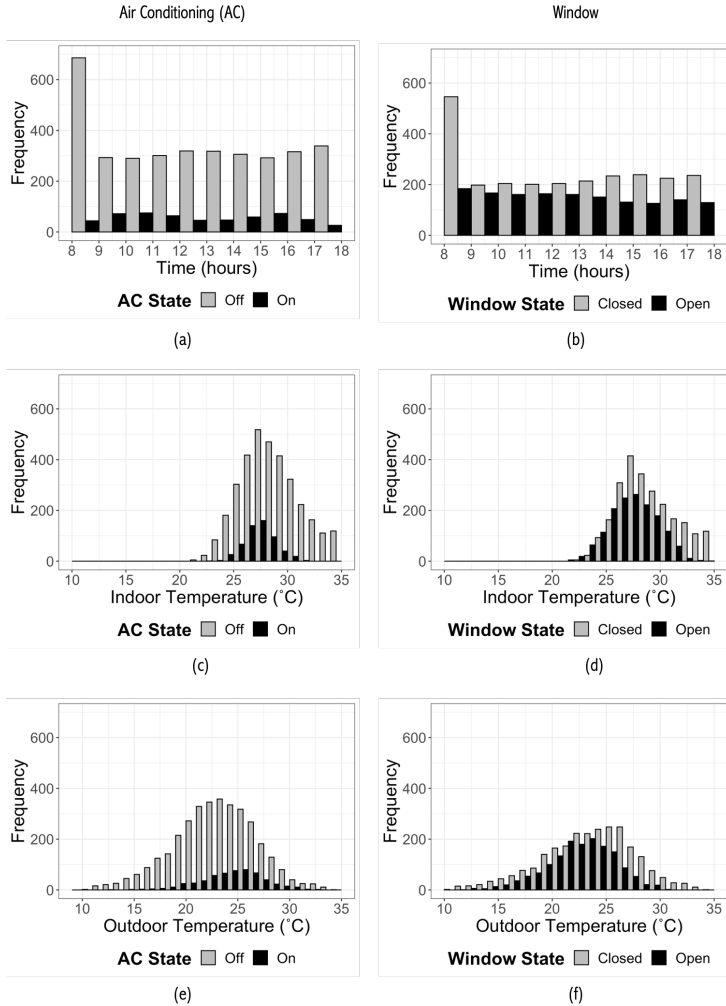 Air Conditioning (AC)
Window
Frequency
600
400
200
0
8 9 10 11 12 13 14 15 16 17 18
Time (hours)
AC State Off On
(a)
Frequency
600
400
200
0
8 9 10 11 12 13 14 15 16 17 18
Time (hours)
Window State Closed Open
(b)
Frequency
600
400
200
0
10 15 20 25 30 35
Indoor Temperature (˚C)
AC State Off On
(c)
Frequency
600
400
200
0
10 15 20 25 30 35
Indoor Temperature (˚C)
Window State Closed Open
(d)
Frequency
600
400
200
0
10 15 20 25 30 35
Outdoor Temperature (˚C)
AC State Off On
(e)
Frequency
600
400
200
0
10 15 20 25 30 35
Outdoor Temperature (˚C)
Window State Closed Open
(f)